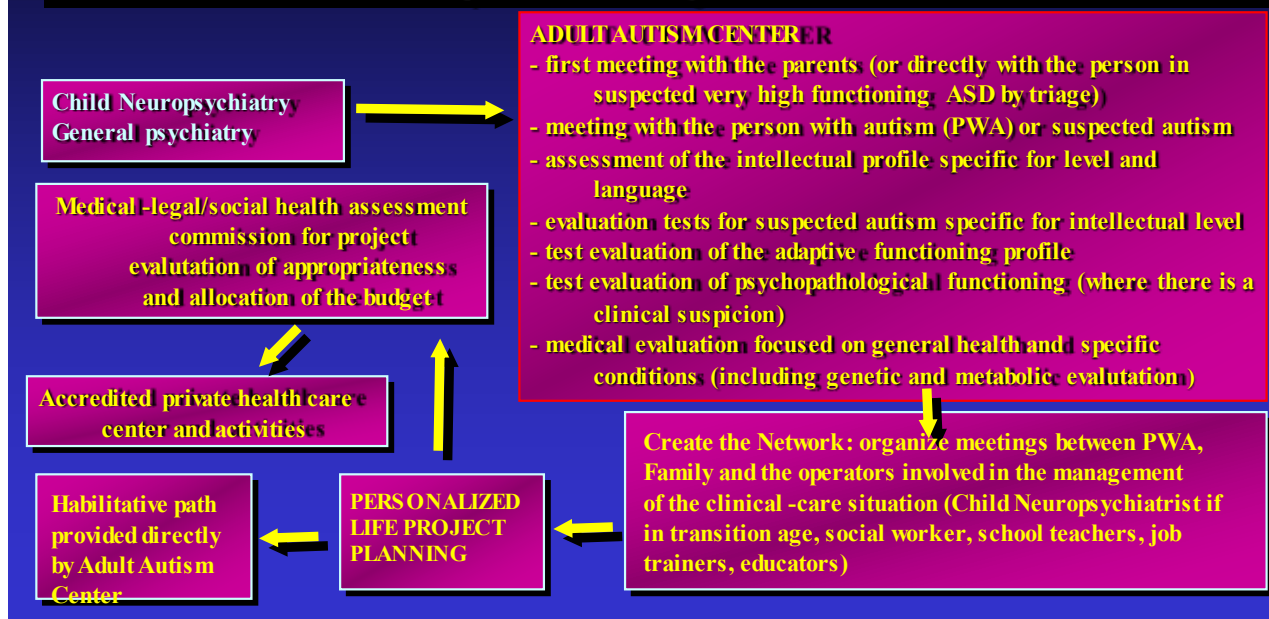 Child Neuropsychiatry
General psychiatry
ADULT AUTISM CENTER
- first meeting with the parents (or directly with the person in
suspected very high functioning ASD by triage)
- meeting with the person with autism (PWA) or suspected autism
- assessment of the intellectual profile specific for level and
language
- evaluation tests for suspected autism specific for intellectual level
- test evaluation of the adaptive functioning profile
- test evaluation of psychopathological functioning (where there is a
clinical suspicion)
- medical evaluation focused on general health and specific
conditions (including genetic and metabolic evalutation)
Medical -legal/social health assessment
commission for project
evalutation of appropriateness
and allocation of the budget
Accredited private health care
center and activities
Create the Network: organize meetings between PWA,
Family and the operators involved in the management
of the clinical -care situation (Child Neuropsychiatrist if
in transition age, social worker, school teachers, job
trainers, educators)
PERSONALIZED
LIFE PROJECT
PLANNING
Habilitative path
provided directly
by Adult Autism
Center